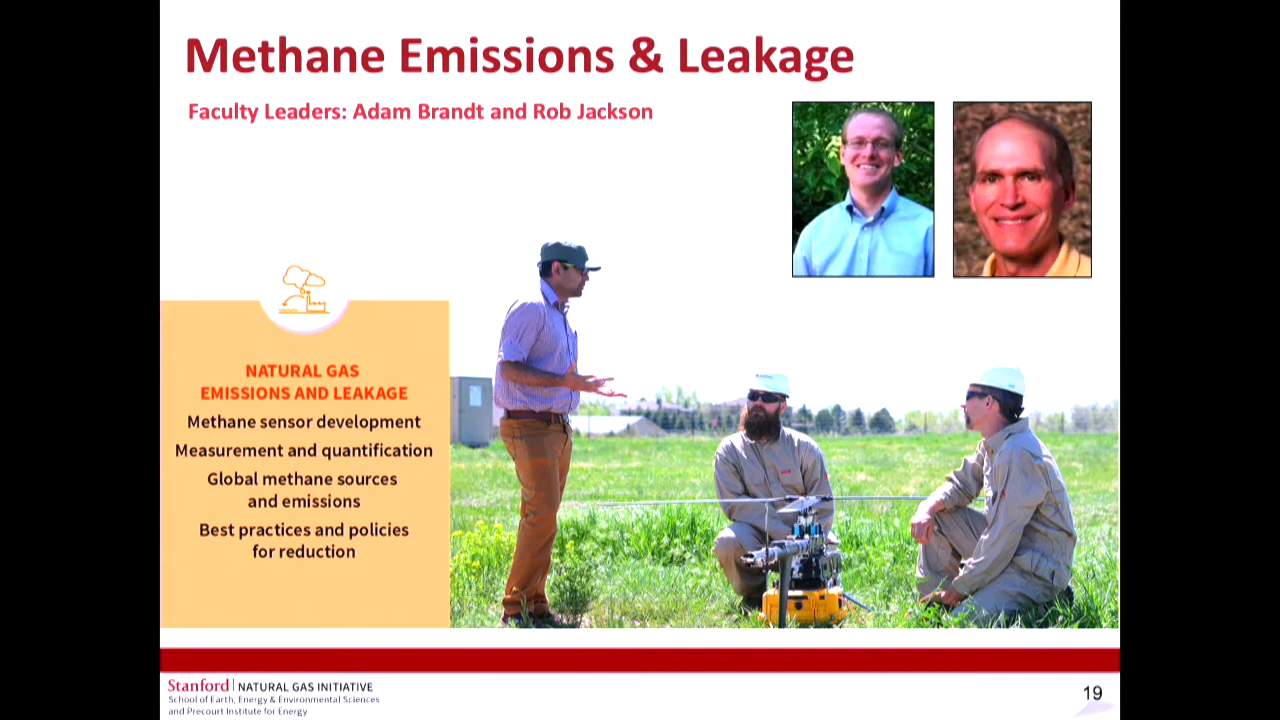 Methane Emissions & Leakage
Faculty Leaders: Adam Brandt and Rob Jackson
NATURAL GAS
EMISSIONS AND LEAKAGE
Methane sensor development
Measurement and quantification
Global methane sources
and emissions
Best practices and policies
for reduction
Stanford | NATURAL GAS INITIATIVE
School of Earth, Energy & Environmental Sciences
and Precourt Institute for Energy
19